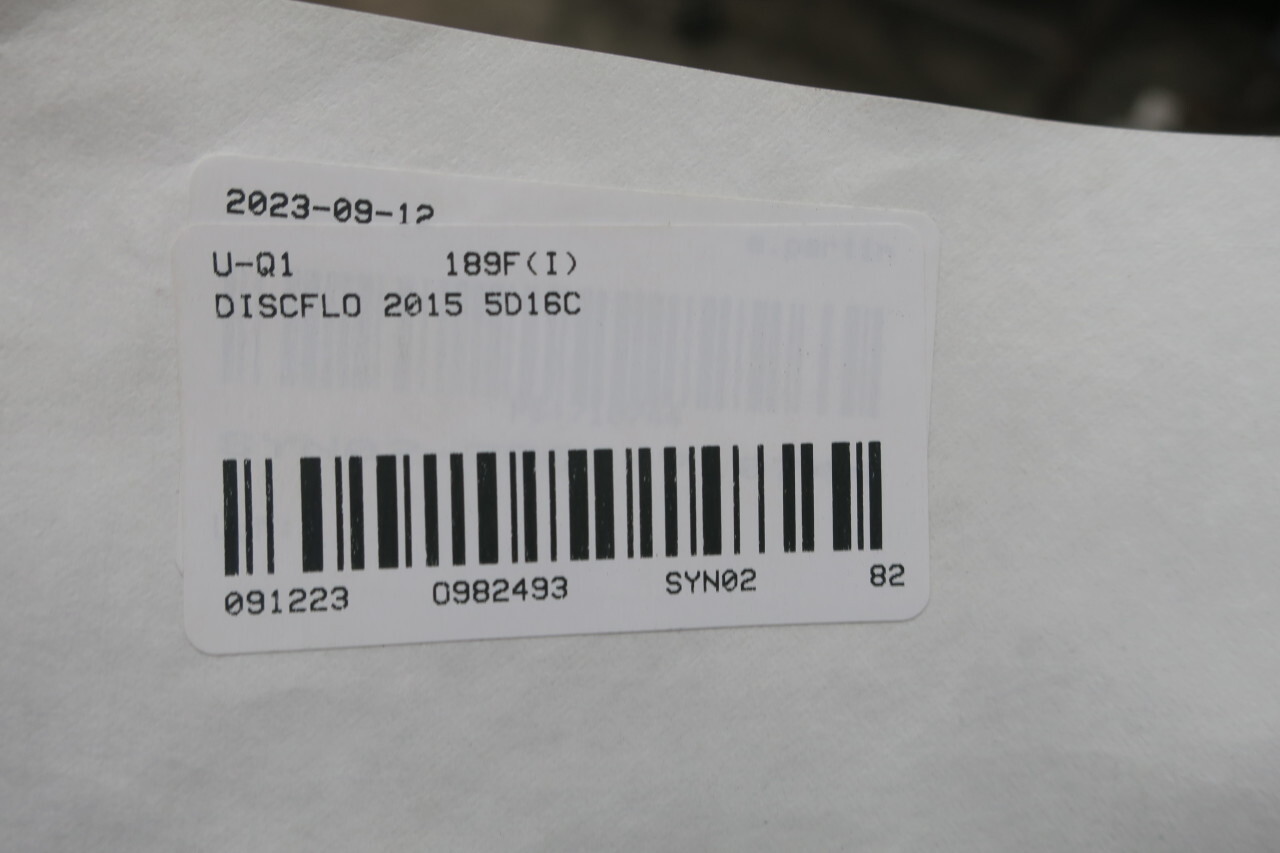 2023-09-12
U-Q1 189F(I)
DISCFLO 2015 5D16C
091223 0982493 SYN02 82